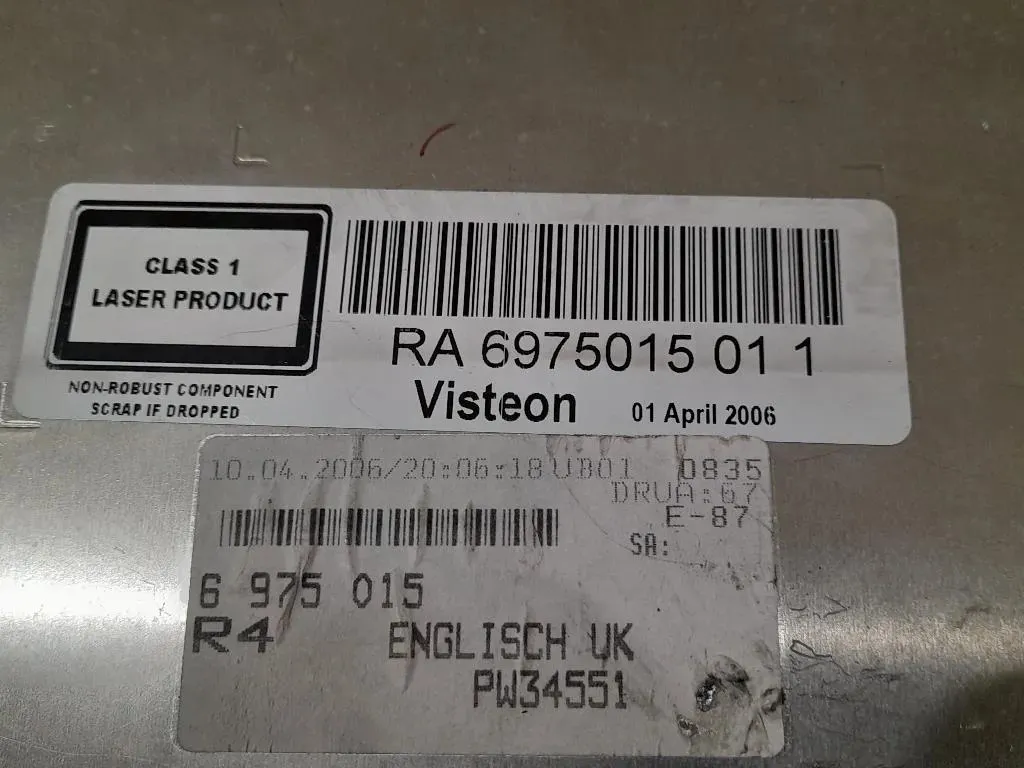 CLASS 1
LASER PRODUCT
NON-ROBUST COMPONENT
SCRAP IF DROPPED
RA 6975015 01 1
Visteon 01 April 2006
10.04.2006/20:06:18 UB01 0835
DRUA:67
E-87
SA:
6 975 015
R4 ENGLISCH UK
PW34551